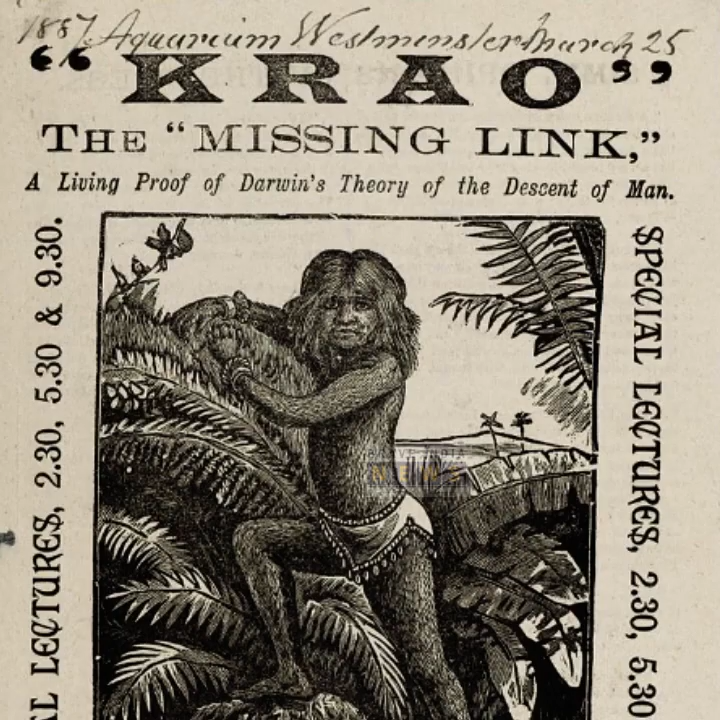 1887. Aquarium Westminster March 25
“KRAO”
THE “MISSING LINK,”
A Living Proof of Darwin's Theory of the Descent of Man.
AL LECTURES, 2.30, 5.30 & 9.30.
SPECIAL LECTURES, 2.30, 5.30
NEWS